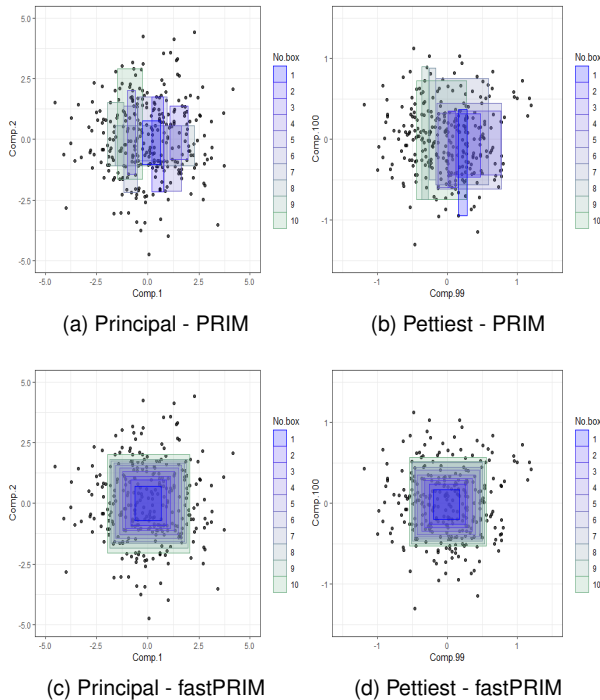 5.0
2.5
0.0
-2.5
-5.0
Comp.2
-5.0 -2.5 0.0 2.5 5.0
Comp.1
No.box
1
2
3
4
5
6
7
8
9
10
(a) Principal - PRIM
1
0
-1
Comp.100
-1 0 1
Comp.99
No.box
1
2
3
4
5
6
7
8
9
10
(b) Pettiest - PRIM
5.0
2.5
0.0
-2.5
-5.0
Comp.2
-5.0 -2.5 0.0 2.5 5.0
Comp.1
No.box
1
2
3
4
5
6
7
8
9
10
(c) Principal - fastPRIM
1
0
-1
Comp.100
-1 0 1
Comp.99
No.box
1
2
3
4
5
6
7
8
9
10
(d) Pettiest - fastPRIM